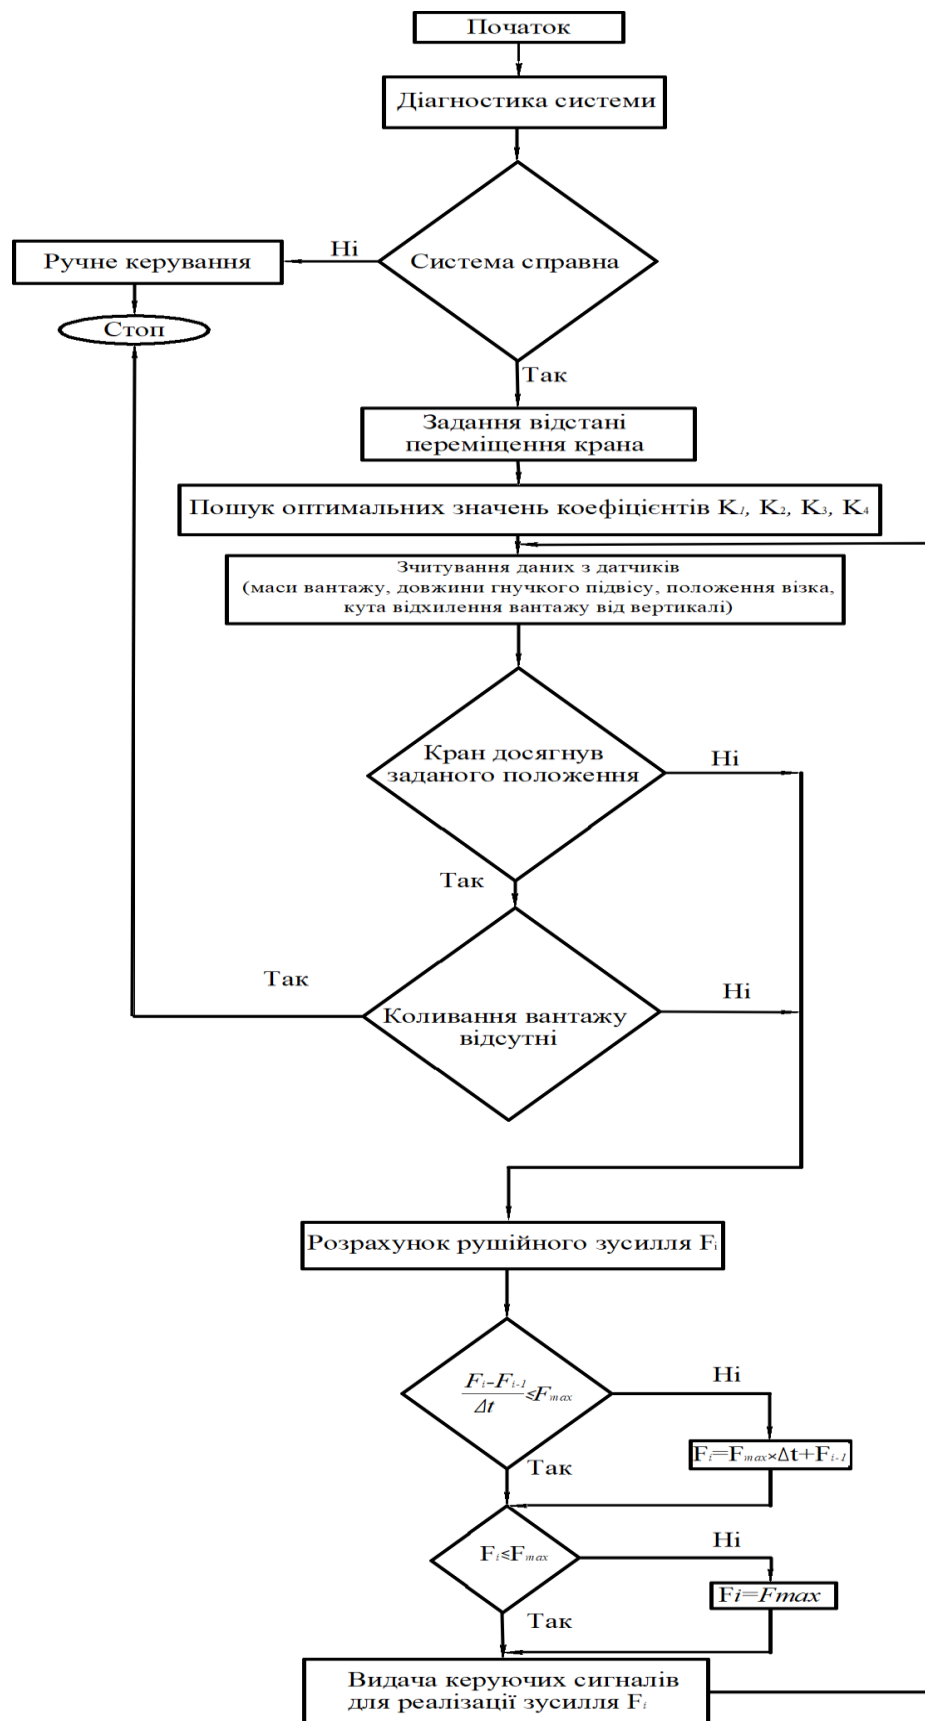 Початок
Діагностика системи
Ні
Ручне керування
Система справна
Стоп
Так
Задання відстані
переміщення крана
Пошук оптимальних значень коефіцієнтів K₁, K₂, K₃, K₄
Зчитування даних з датчиків
(маси вантажу, довжини гнучкого підвісу, положення візка,
кута відхилення вантажу від вертикалі)
Кран досягнув
заданого положення
Ні
Так
Так
Ні
Коливання вантажу
відсутні
Розрахунок рушійного зусилля Fᵢ
Ні
(Fᵢ–Fᵢ₋₁)/Δt≤Fmax
Fᵢ=Fmax×Δt+Fᵢ₋₁
Так
Ні
Fᵢ≤Fmax
Fi=Fmax
Так
Видача керуючих сигналів
для реалізації зусилля Fᵢ